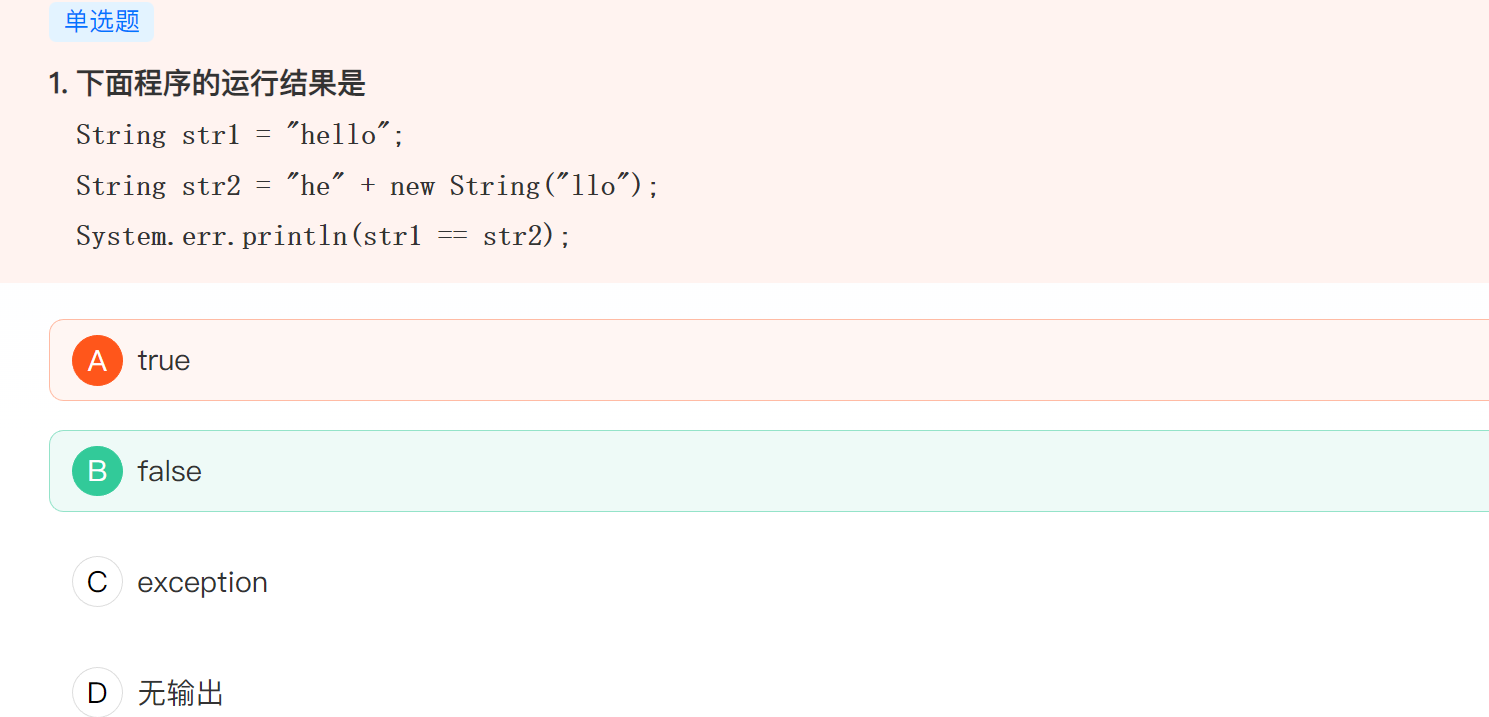 单选题
1. 下面程序的运行结果是
String str1 = "hello";
String str2 = "he" + new String("llo");
System.err.println(str1 == str2);
A true
B false
C exception
D 无输出